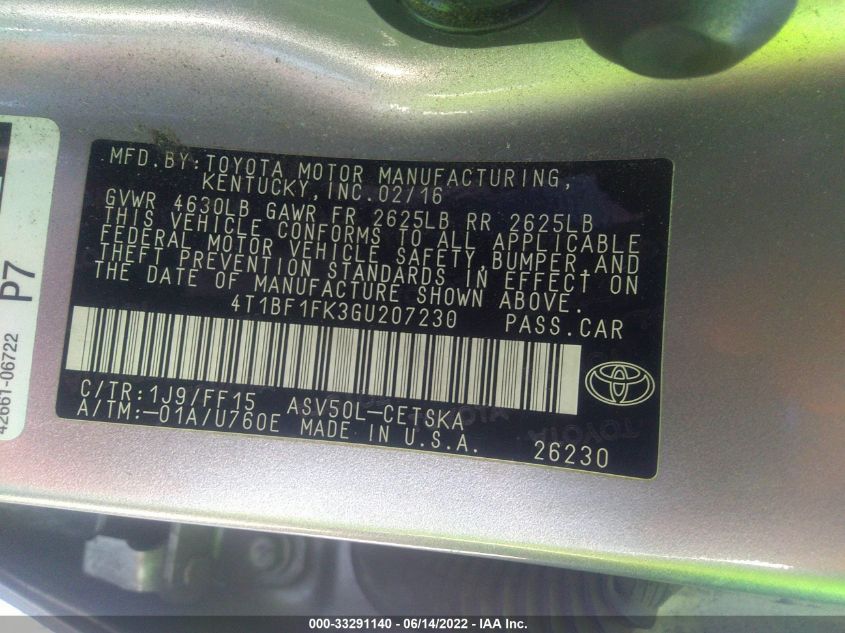 MFD. BY: TOYOTA MOTOR MANUFACTURING,
KENTUCKY, INC. 02/16
GVWR 4630LB GAWR FR 2625LB RR 2625LB
THIS VEHICLE CONFORMS TO ALL APPLICABLE
FEDERAL MOTOR VEHICLE SAFETY, BUMPER, AND
THEFT PREVENTION STANDARDS IN EFFECT ON
THE DATE OF MANUFACTURE SHOWN ABOVE.
4T1BF1FK3GU207230 PASS. CAR
C/TR: 1J9/FF15 ASV50L-CETSKA
A/TM: -01A/U760E MADE IN U.S.A. 26230
TOYOTA TOYOTA
42661-06722 P7
000-33291140 - 06/14/2022 - IAA Inc.